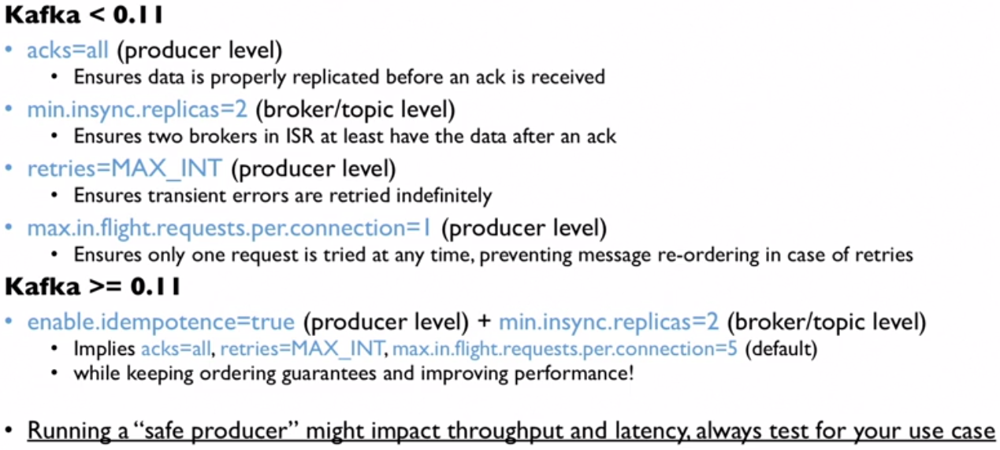 Kafka < 0.11
• acks=all (producer level)
• Ensures data is properly replicated before an ack is received
• min.insync.replicas=2 (broker/topic level)
• Ensures two brokers in ISR at least have the data after an ack
• retries=MAX_INT (producer level)
• Ensures transient errors are retried indefinitely
• max.in.flight.requests.per.connection=1 (producer level)
• Ensures only one request is tried at any time, preventing message re-ordering in case of retries
Kafka >= 0.11
• enable.idempotence=true (producer level) + min.insync.replicas=2 (broker/topic level)
• Implies acks=all, retries=MAX_INT, max.in.flight.requests.per.connection=5 (default)
• while keeping ordering guarantees and improving performance!
• Running a “safe producer” might impact throughput and latency, always test for your use case